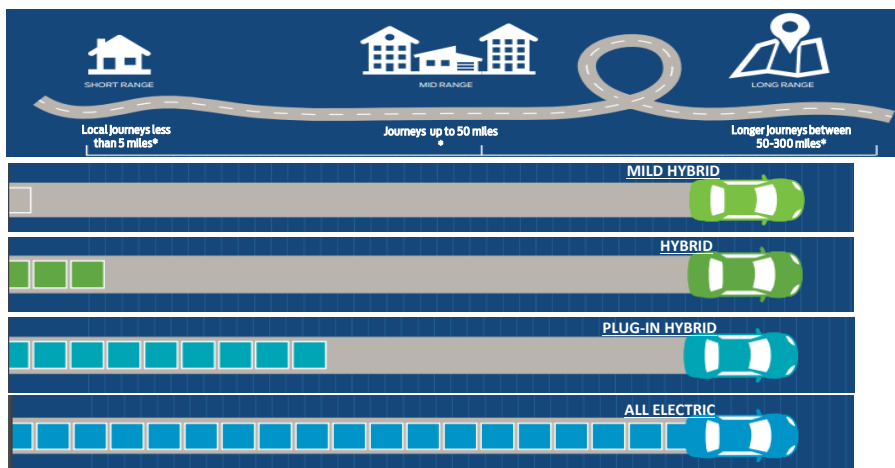 SHORT RANGE
MID RANGE
LONG RANGE
Local journeys less
than 5 miles*
Journeys up to 50 miles
*
Longer journeys between
50-300 miles*
MILD HYBRID
HYBRID
PLUG-IN HYBRID
ALL ELECTRIC